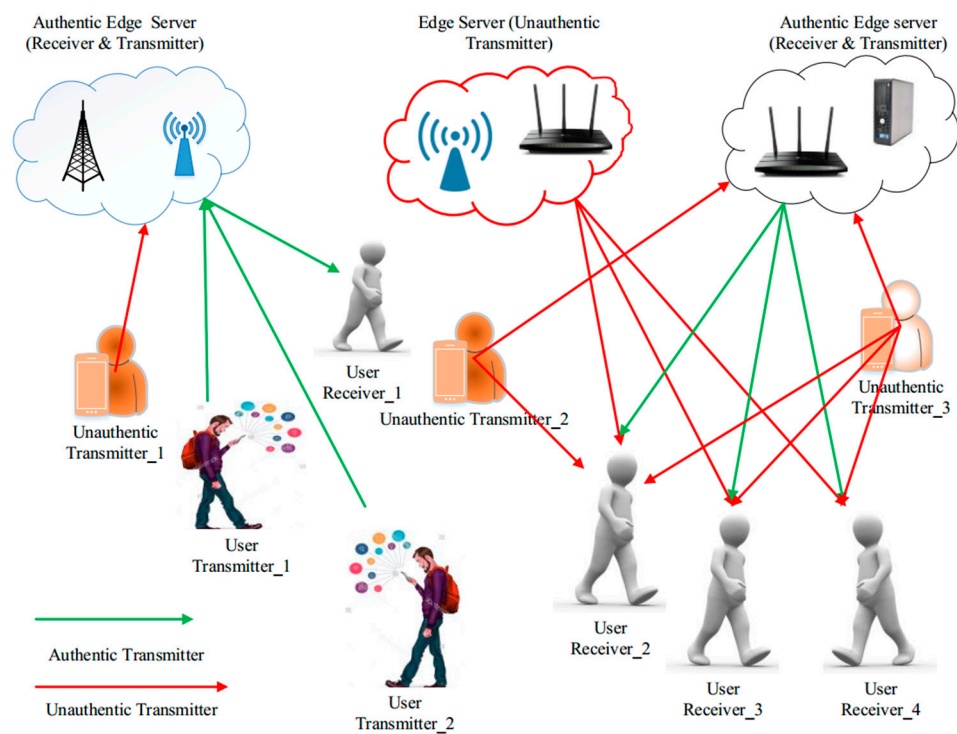 Authentic Edge Server
(Receiver & Transmitter)
Edge Server (Unauthentic
Transmitter)
Authentic Edge server
(Receiver & Transmitter)
User
Receiver_1
Unauthentic
Transmitter_1
Unauthentic Transmitter_2
Unauthentic
Transmitter_3
User
Transmitter_1
User
Receiver_2
Authentic Transmitter
Unauthentic Transmitter
User
Transmitter_2
User
Receiver_3
User
Receiver_4